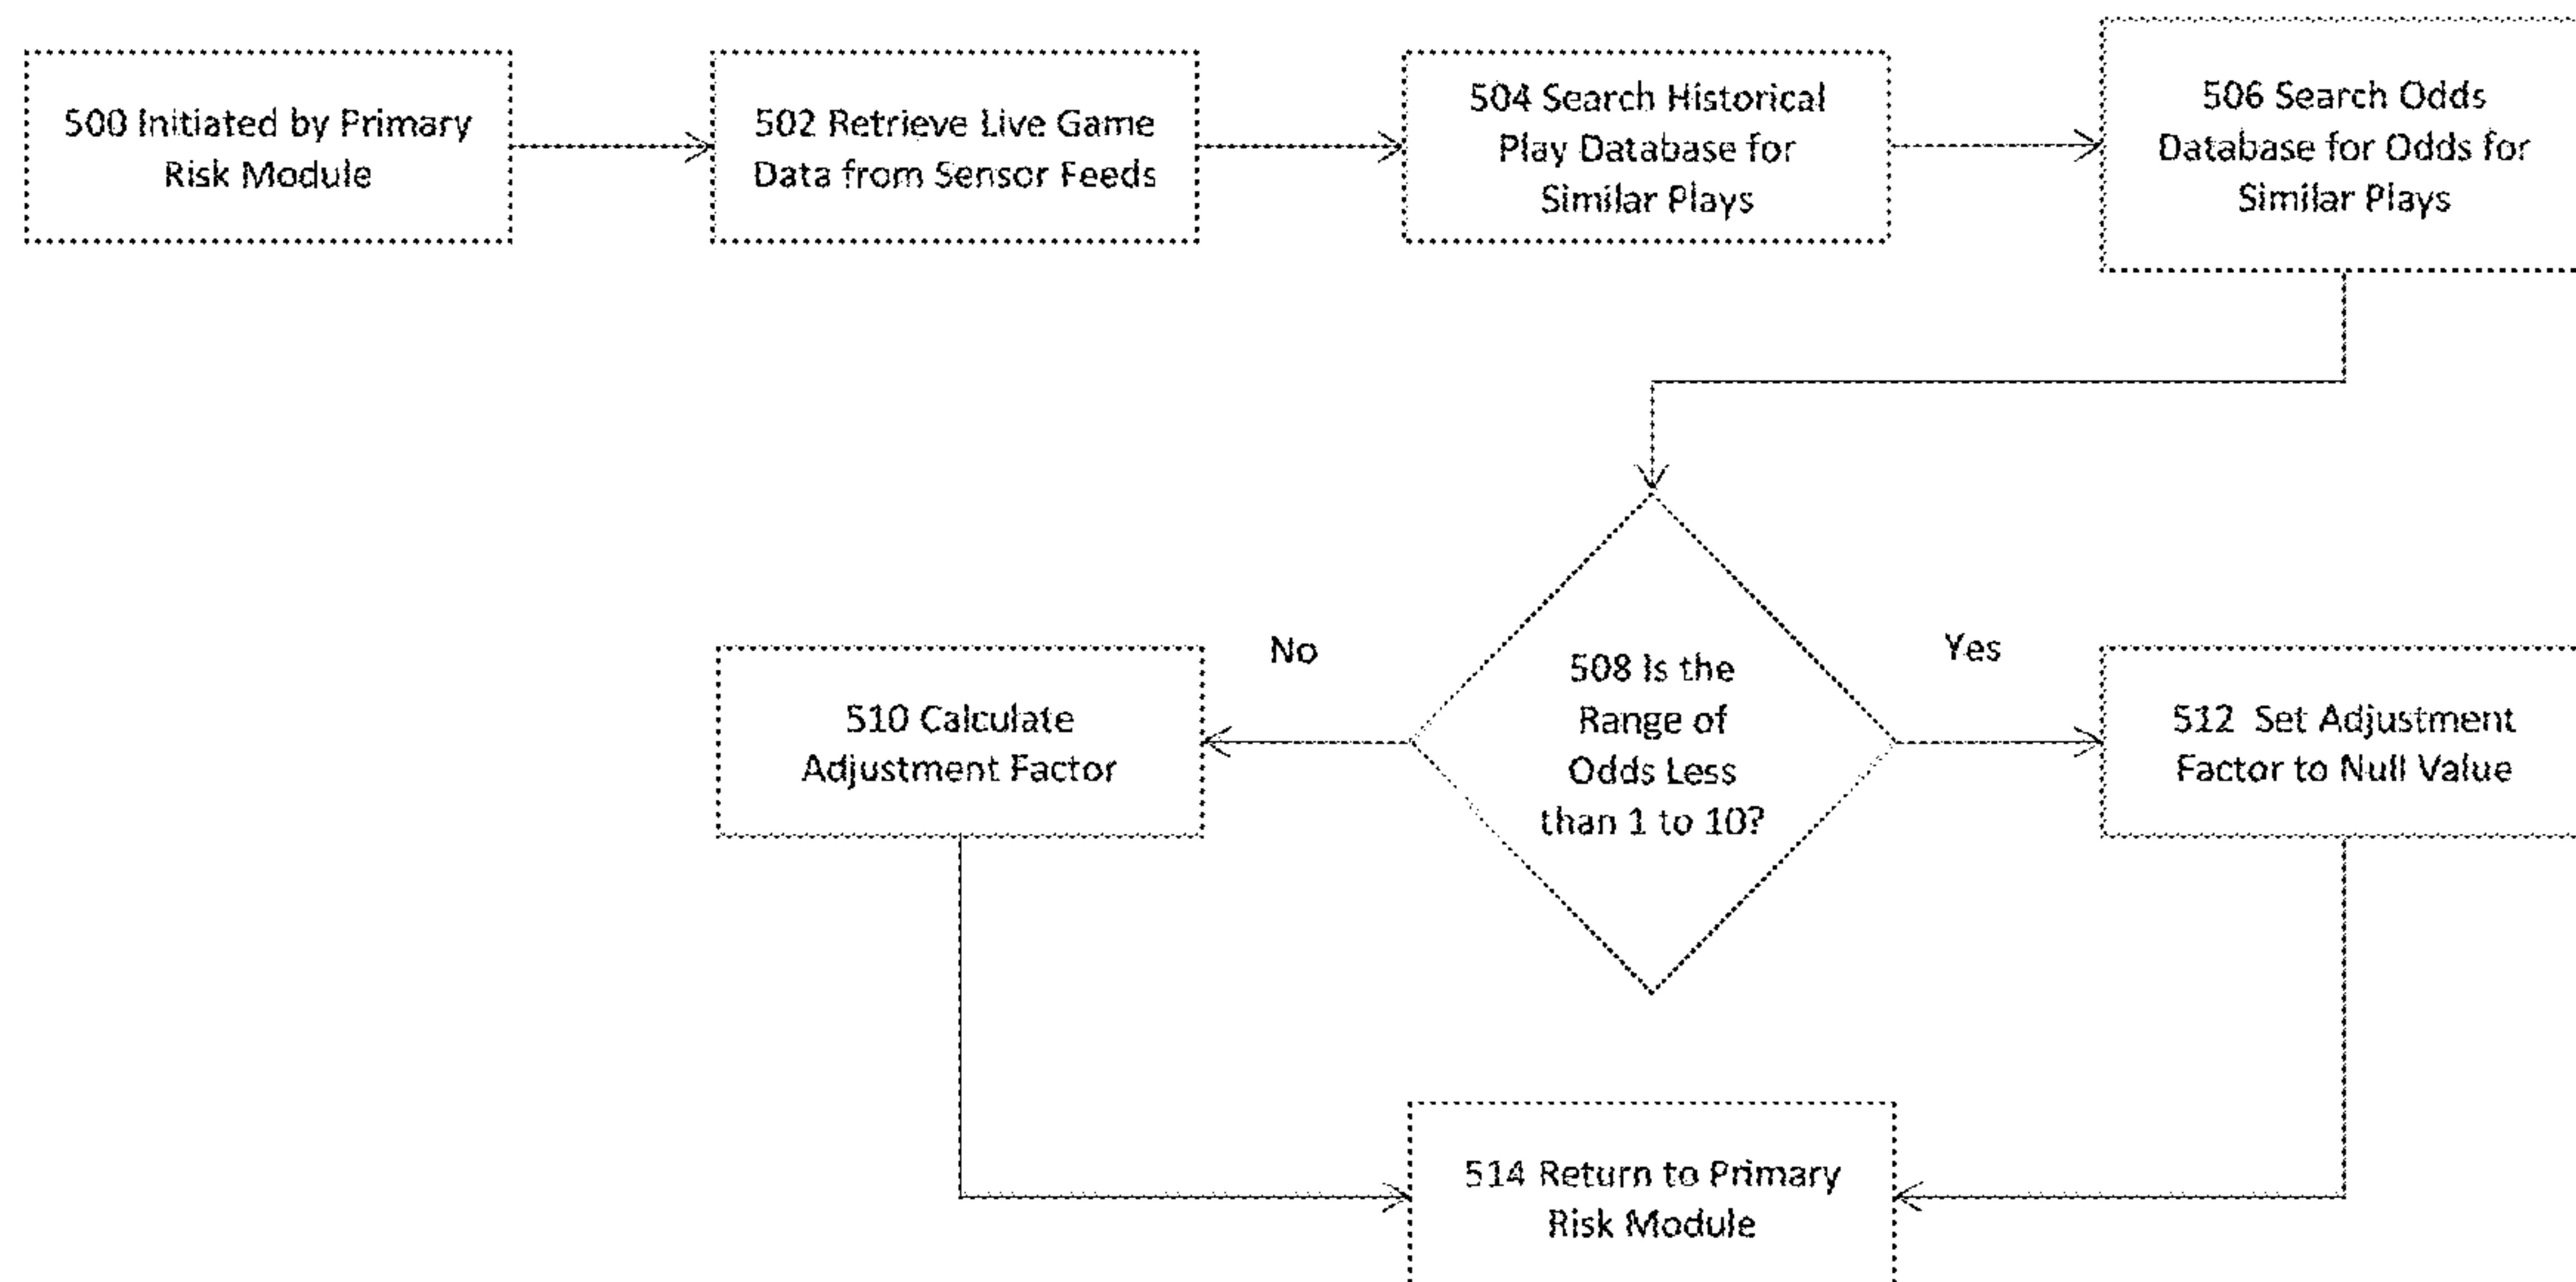 500 Initiated by Primary
Risk Module
502 Retrieve Live Game
Data from Sensor Feeds
504 Search Historical
Play Database for
Similar Plays
506 Search Odds
Database for Odds for
Similar Plays
508 Is the
Range of
Odds Less
than 1 to 10?
No
Yes
510 Calculate
Adjustment Factor
512 Set Adjustment
Factor to Null Value
514 Return to Primary
Risk Module